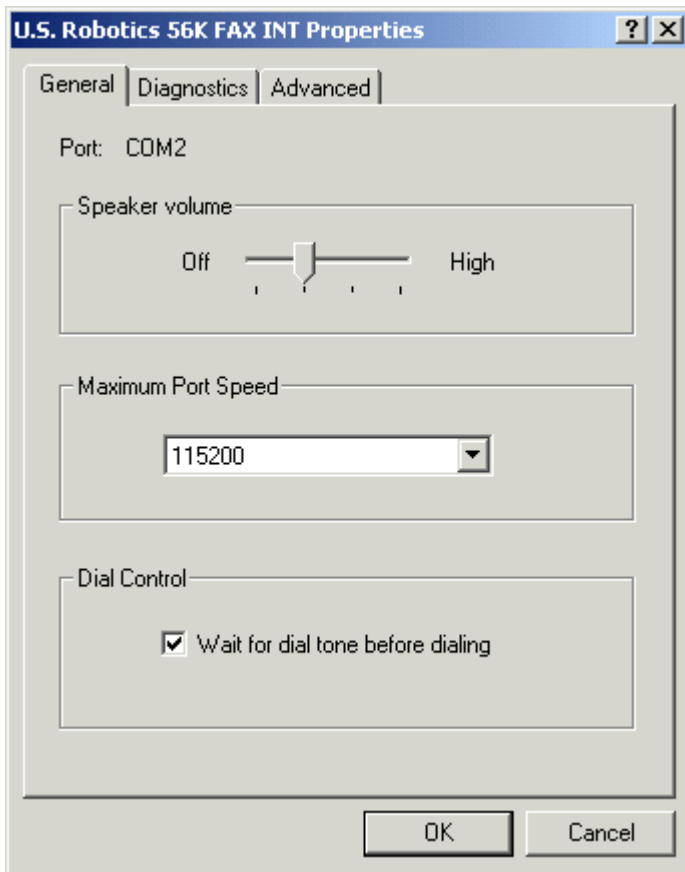 U.S. Robotics 56K FAX INT Properties
General Diagnostics Advanced
Port: COM2
Speaker volume
Off High
Maximum Port Speed
115200
Dial Control
Wait for dial tone before dialing
OK Cancel